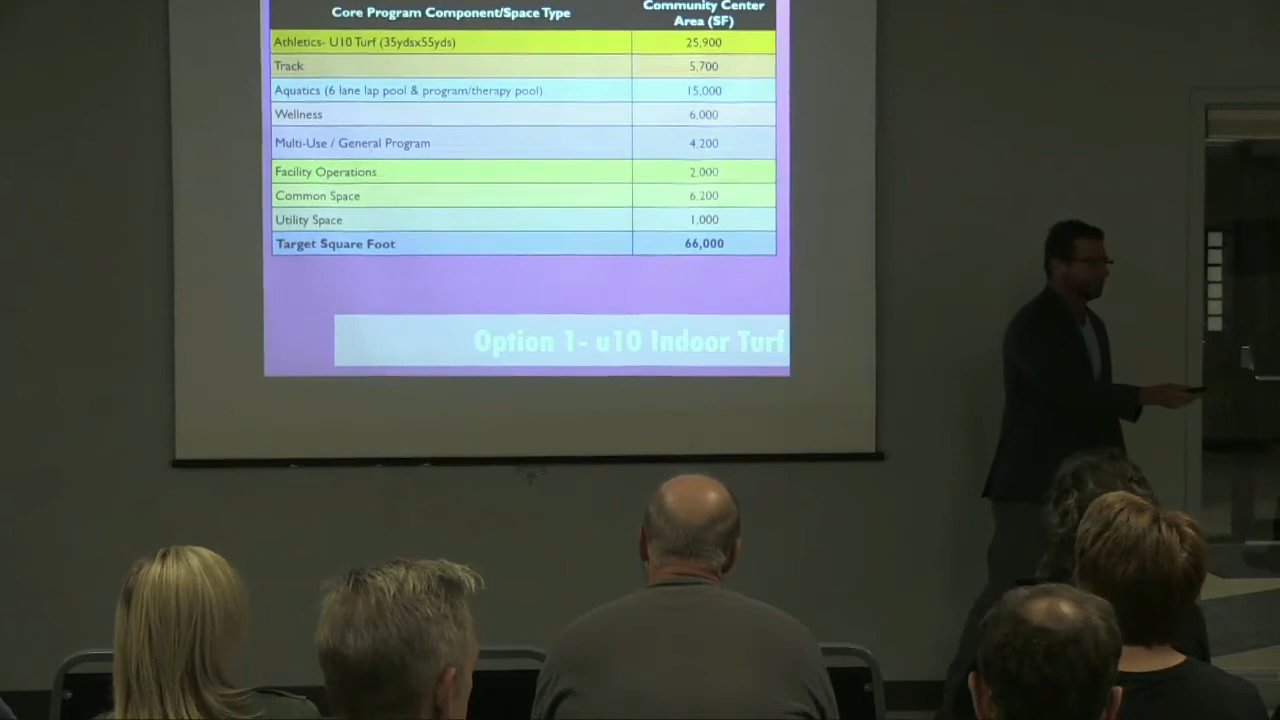 Core Program Component/Space Type Community Center
Area (SF)
Athletics- U10 Turf (35ydsx55yds) 25,900
Track 5,700
Aquatics (6 lane lap pool & program/therapy pool) 15,000
Wellness 6,000
Multi-Use / General Program 4,200
Facility Operations 2,000
Common Space 6,200
Utility Space 1,000
Target Square Foot 66,000
Option 1- u10 Indoor Turf